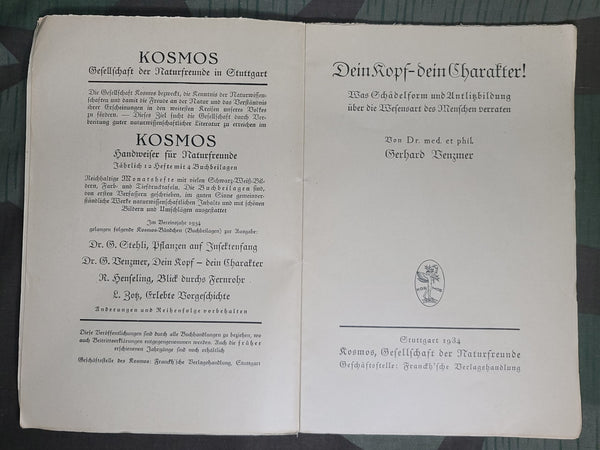 KOSMOS
Gesellschaft der Naturfreunde in Stuttgart
Die Gesellschaft Kosmos bezweckt, die Kenntnis der Naturwissen-
schaften und damit die Freude an der Natur und das Verständnis
ihrer Erscheinungen in den weitesten Kreisen unseres Volkes
zu fördern. — Dieses Ziel sucht die Gesellschaft durch Ver-
breitung guter naturwissenschaftlicher Literatur zu erreichen im
KOSMOS
Handweiser für Naturfreunde
Jährlich 12 Hefte mit 4 Buchbeilagen
Reichhaltige Monatshefte mit vielen Schwarz-Weiß-Bil-
dern, Farb- und Tiefdrucktafeln. Die Buchbeilagen sind,
von ersten Verfassern geschrieben, im guten Sinne gemeinver-
ständliche Werke naturwissenschaftlichen Inhalts und mit schönen
Bildern und Umschlägen ausgestattet
Im Vereinsjahr 1934
gelangen folgende Kosmos-Bändchen (Buchbeilagen) zur Ausgabe:
Dr. G. Stehli, Pflanzen auf Insektenfang
Dr. G. Venzmer, Dein Kopf – dein Charakter
R. Henseling, Blick durchs Fernrohr
L. Zotz, Erlebte Vorgeschichte
Änderungen und Reihenfolge vorbehalten
Diese Veröffentlichungen sind durch alle Buchhandlungen zu beziehen, wo
auch Beitrittserklärungen entgegengenommen werden. Auch die früher
erschienenen Jahrgänge sind noch erhältlich
Geschäftsstelle des Kosmos: Franckh'sche Verlagshandlung, Stuttgart
Dein Kopf – dein Charakter!
Was Schädelform und Antlitzbildung
über die Wesensart des Menschen verraten
Von Dr. med. et phil.
Gerhard Venzmer
Stuttgart 1934
Kosmos, Gesellschaft der Naturfreunde
Geschäftsstelle: Franckh'sche Verlagshandlung